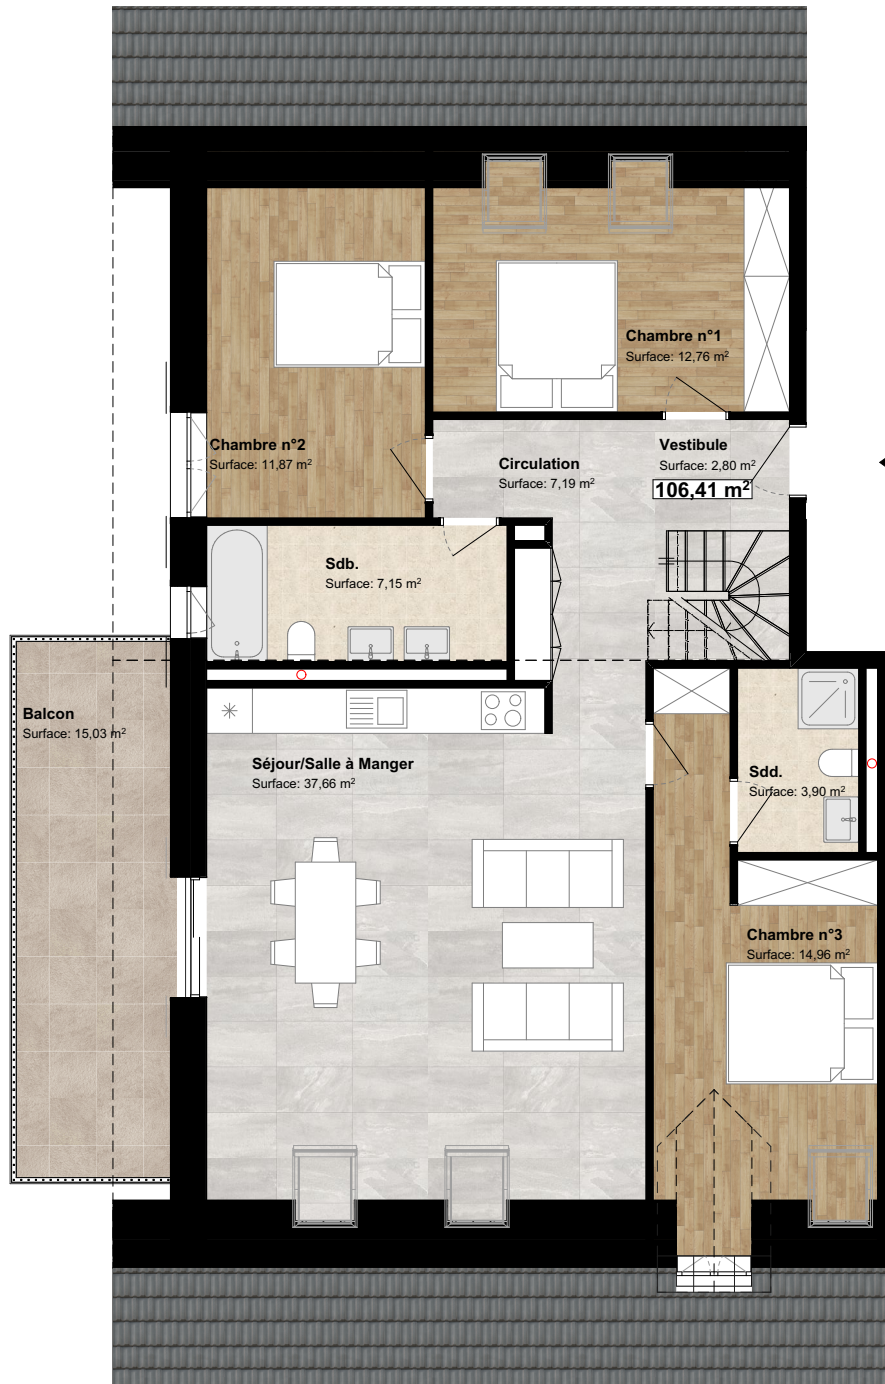 Chambre n°1
Surface: 12,76 m²
Chambre n°2
Surface: 11,87 m²
Circulation
Surface: 7,19 m²
Vestibule
Surface: 2,80 m²
106,41 m²
Sdb.
Surface: 7,15 m²
Balcon
Surface: 15,03 m²
Séjour/Salle à Manger
Surface: 37,66 m²
Sdd.
Surface: 3,90 m²
Chambre n°3
Surface: 14,96 m²